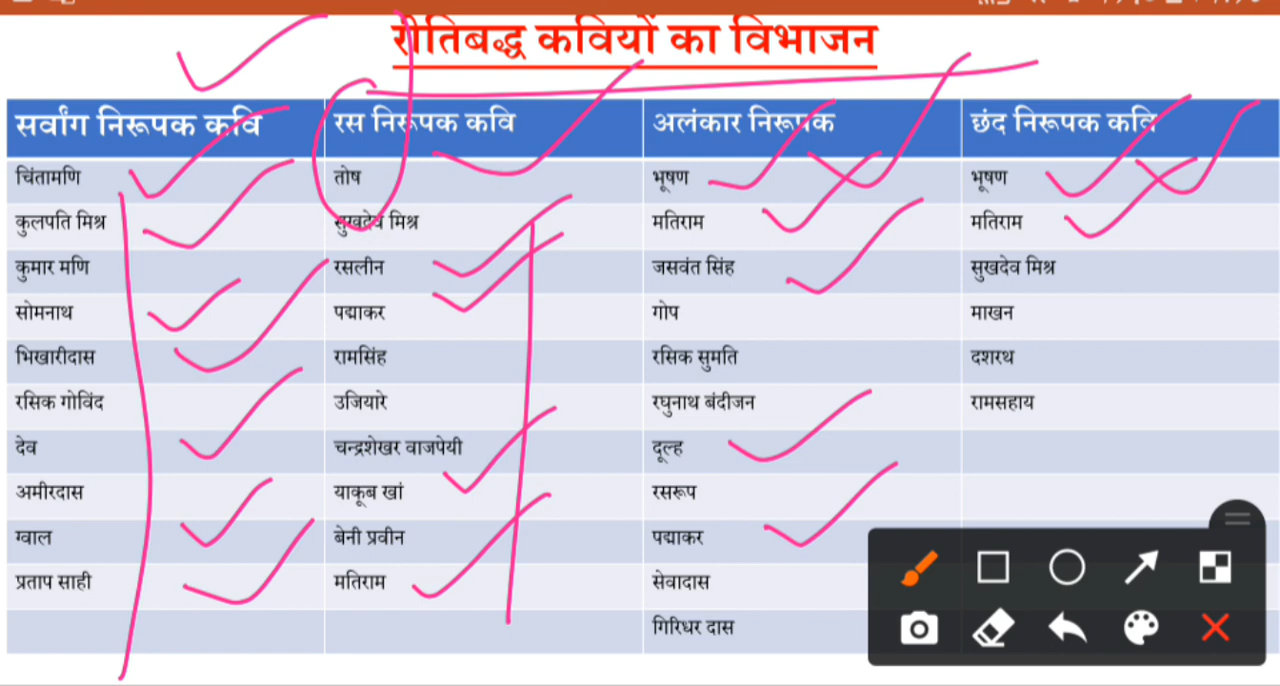 रीतिबद्ध कवियों का विभाजन
सर्वांग निरूपक कवि रस निरूपक कवि अलंकार निरूपक छंद निरूपक कवि
चिंतामणि तोष भूषण भूषण
कुलपति मिश्र सुखदेव मिश्र मतिराम मतिराम
कुमार मणि रसलीन जसवंत सिंह सुखदेव मिश्र
सोमनाथ पद्माकर गोप माखन
भिखारीदास रामसिंह रसिक सुमति दशरथ
रसिक गोविंद उजियारे रघुनाथ बंदीजन रामसहाय
देव चन्द्रशेखर वाजपेयी दूल्ह
अमीरदास याकूब खां रसरूप
ग्वाल बेनी प्रवीन पद्माकर
प्रताप साही मतिराम सेवादास
गिरिधर दास